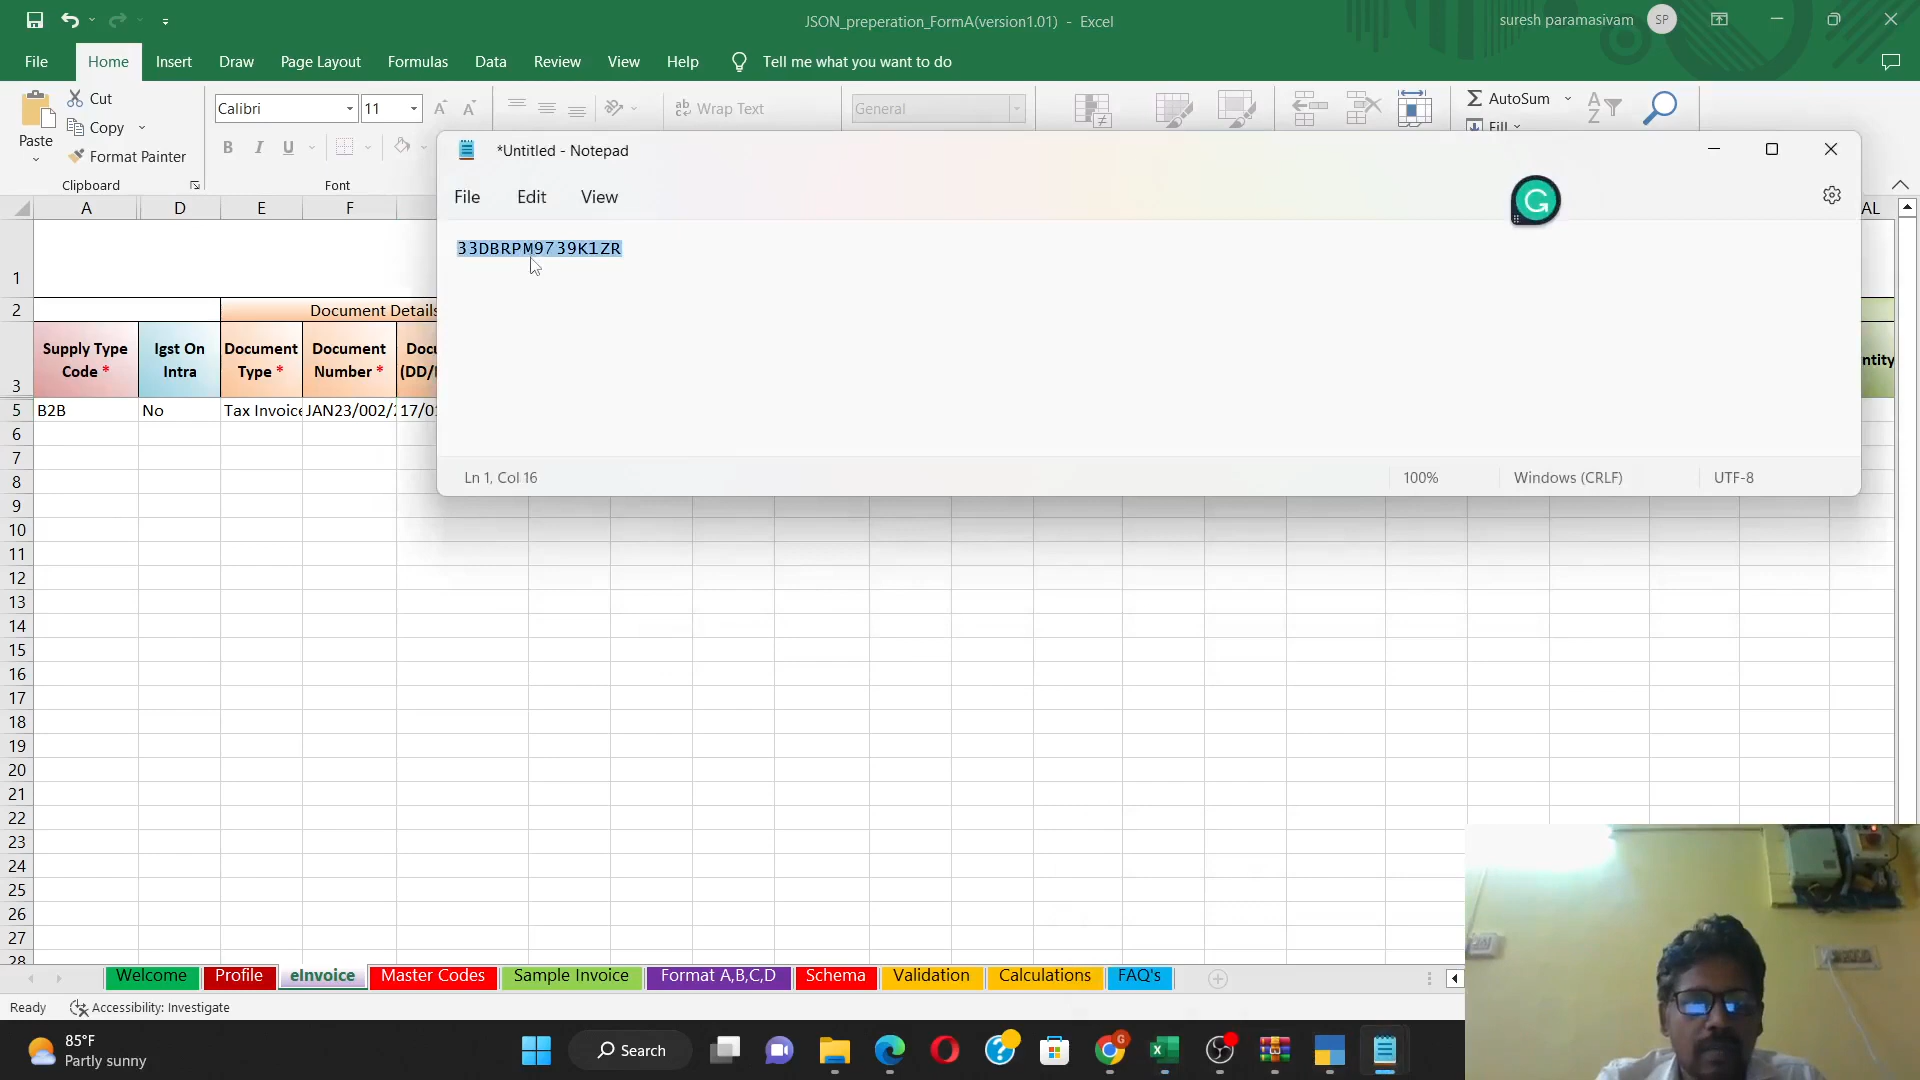 JSON_preperation_FormA(version1.01) - Excel
suresh paramasivam SP
File Home Insert Draw Page Layout Formulas Data Review View Help Tell me what you want to do
Paste
Cut
Copy
Format Painter
Clipboard
Calibri 11
B I U
Font
ab Wrap Text
General
AutoSum
Fill
*Untitled - Notepad
File Edit View
33DBRPM9739K1ZR
Ln 1, Col 16 100% Windows (CRLF) UTF-8
A D E F AL
1
2 Document Details
3 Supply Type Code * Igst On Intra Document Type * Document Number *
5 B2B No Tax Invoice JAN23/002/
6
7
8
9
10
11
12
13
14
15
16
17
18
19
20
21
22
23
24
25
26
27
28
Welcome Profile eInvoice Master Codes Sample Invoice Format A,B,C,D Schema Validation Calculations FAQ's
Ready Accessibility: Investigate
85°F
Partly sunny
Search